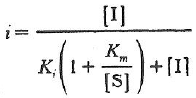 i = [I] / K_i(1 + K_m/[S]) + [I]